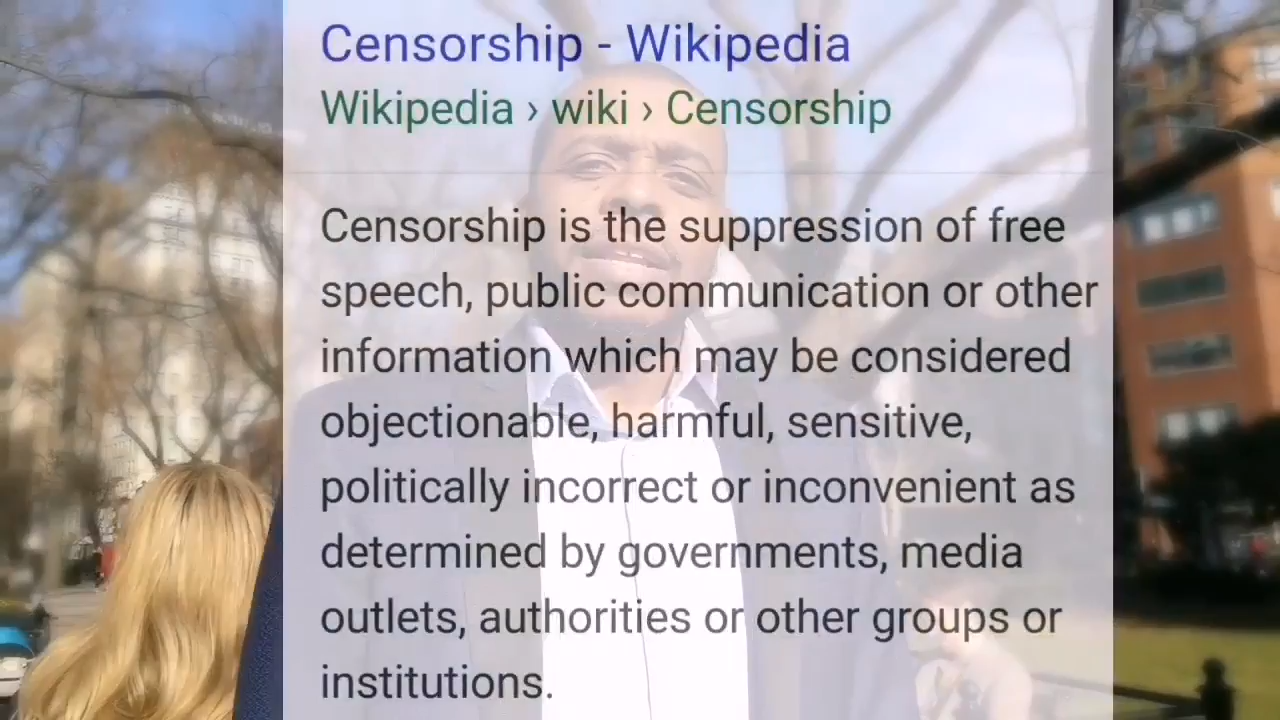 Censorship - Wikipedia
Wikipedia › wiki › Censorship
Censorship is the suppression of free
speech, public communication or other
information which may be considered
objectionable, harmful, sensitive,
politically incorrect or inconvenient as
determined by governments, media
outlets, authorities or other groups or
institutions.